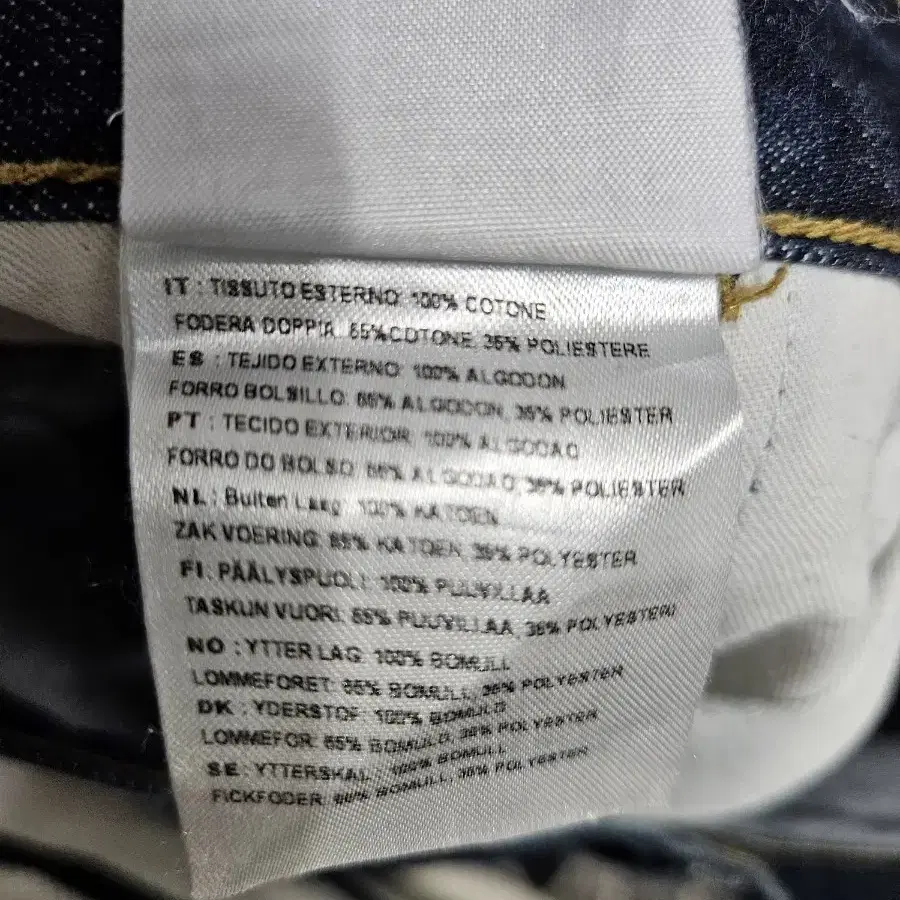 IT : TISSUTO ESTERNO: 100% COTONE
FODERA DOPPIA: 65%COTONE, 35% POLIESTERE
ES : TEJIDO EXTERNO: 100% ALGODON
FORRO BOLSILLO: 65% ALGODON, 35% POLIESTER
PT : TECIDO EXTERIOR: 100% ALGODAO
FORRO DO BOLSO: 65% ALGODAO, 35% POLIESTER
NL : Buiten Laag: 100% KATOEN
ZAK VOERING: 65% KATOEN, 35% POLYESTER
FI : PÄÄLYSPUOLI: 100% PUUVILLAA
TASKUN VUORI: 65% PUUVILLAA, 35% POLYESTERI
NO : YTTER LAG: 100% BOMULL
LOMMEFORET: 65% BOMULL, 35% POLYESTER
DK : YDERSTOF: 100% BOMULD
LOMMEFOR: 65% BOMULD, 35% POLYESTER
SE : YTTERSKAL: 100% BOMULL
FICKFODER: 65% BOMULL, 35% POLYESTER